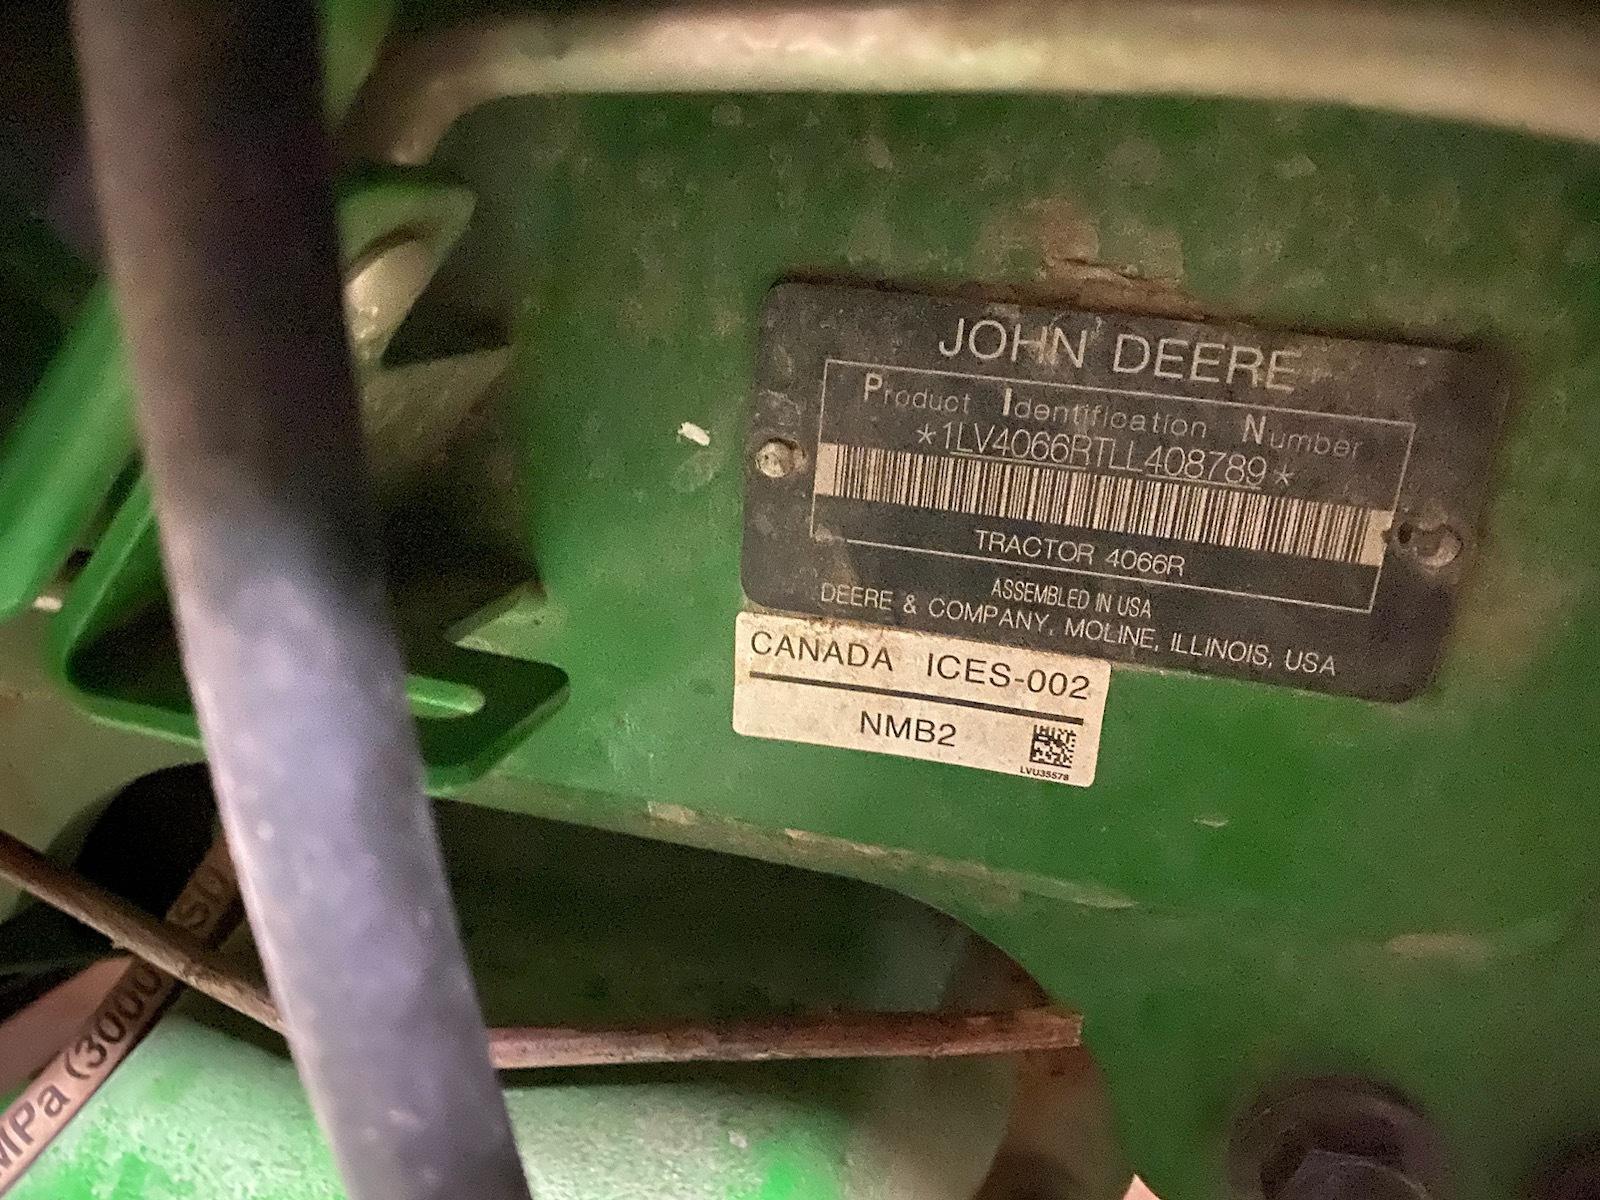 JOHN DEERE
Product Identification Number
*1LV4066RTLL408789*
TRACTOR 4066R
ASSEMBLED IN USA
DEERE & COMPANY, MOLINE, ILLINOIS, USA
CANADA ICES-002
NMB2
LVU35578
MPa (3000